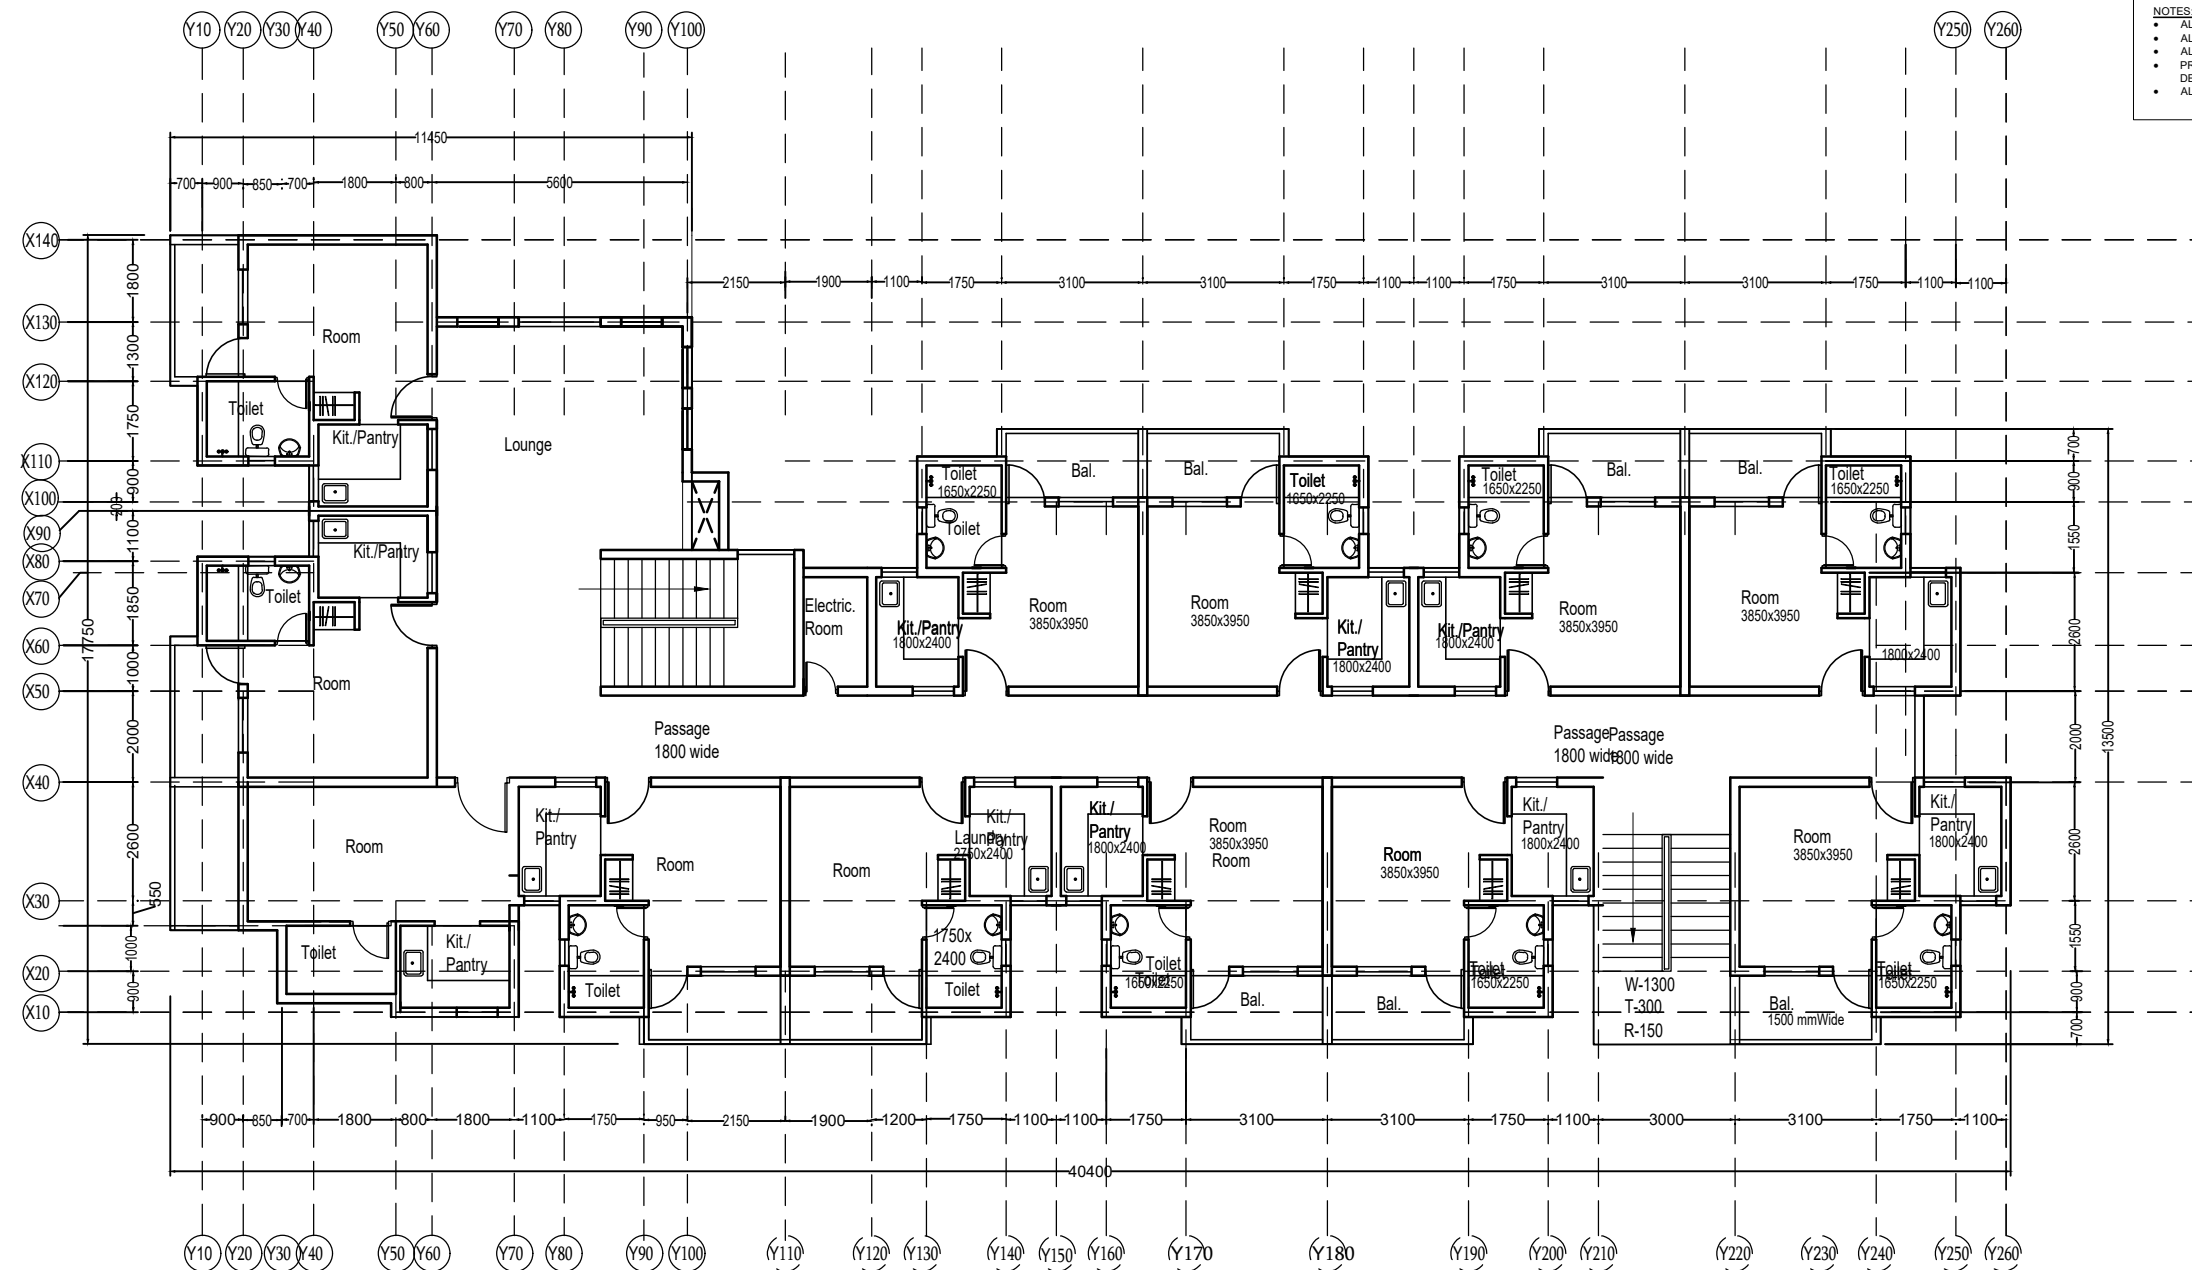 NOTES:
Y10 Y20 Y30 Y40 Y50 Y60 Y70 Y80 Y90 Y100 Y250 Y260
11450
700 900 850 700 1800 800 5600
X140
X130
X120
X110
X100
X90
X80
X70
X60
X50
X40
X30
X20
X10
1800
1300
1750
900
200
1100
1850
1000
2000
2600
550
1000
900
17750
2150 1900 1100 1750 3100 3100 1750 1100 1100 1750 3100 3100 1750 1100 1100
Room
Toilet
Kit./Pantry
Lounge
Kit./Pantry
Toilet
Room
Electric.
Room
Toilet
1650x2250
Toilet
Bal.
Bal.
Toilet
1650x2250
Toilet
1650x2250
Bal.
Bal.
Toilet
1650x2250
Kit./Pantry
1800x2400
Room
3850x3950
Room
3850x3950
Kit./
Pantry
1800x2400
Kit./Pantry
1800x2400
Room
3850x3950
Room
3850x3950
1800x2400
700
900
1550
2600
2000
2600
1550
900
700
13500
Passage
1800 wide
Passage
1800 wide
Passage
1800 wide
Room
Kit./
Pantry
Room
Room
Kit./
Pantry
Laundry
2750x2400
Kit./
Pantry
1800x2400
Room
3850x3950
Room
Room
3850x3950
Kit./
Pantry
1800x2400
Room
3850x3950
Kit./
Pantry
1800x2400
Toilet
Kit./
Pantry
Toilet
1750x
2400
Toilet
Toilet
Toilet
1650x2250
Bal.
Bal.
Toilet
1650x2250
W-1300
T-300
R-150
Bal.
1500 mmWide
Toilet
1650x2250
900 850 700 1800 800 1800 1100 1750 950 2150 1900 1200 1750 1100 1100 1750 3100 3100 1750 1100 3000 3100 1750 1100
40400
Y10 Y20 Y30 Y40 Y50 Y60 Y70 Y80 Y90 Y100 Y110 Y120 Y130 Y140 Y150 Y160 Y170 Y180 Y190 Y200 Y210 Y220 Y230 Y240 Y250 Y260